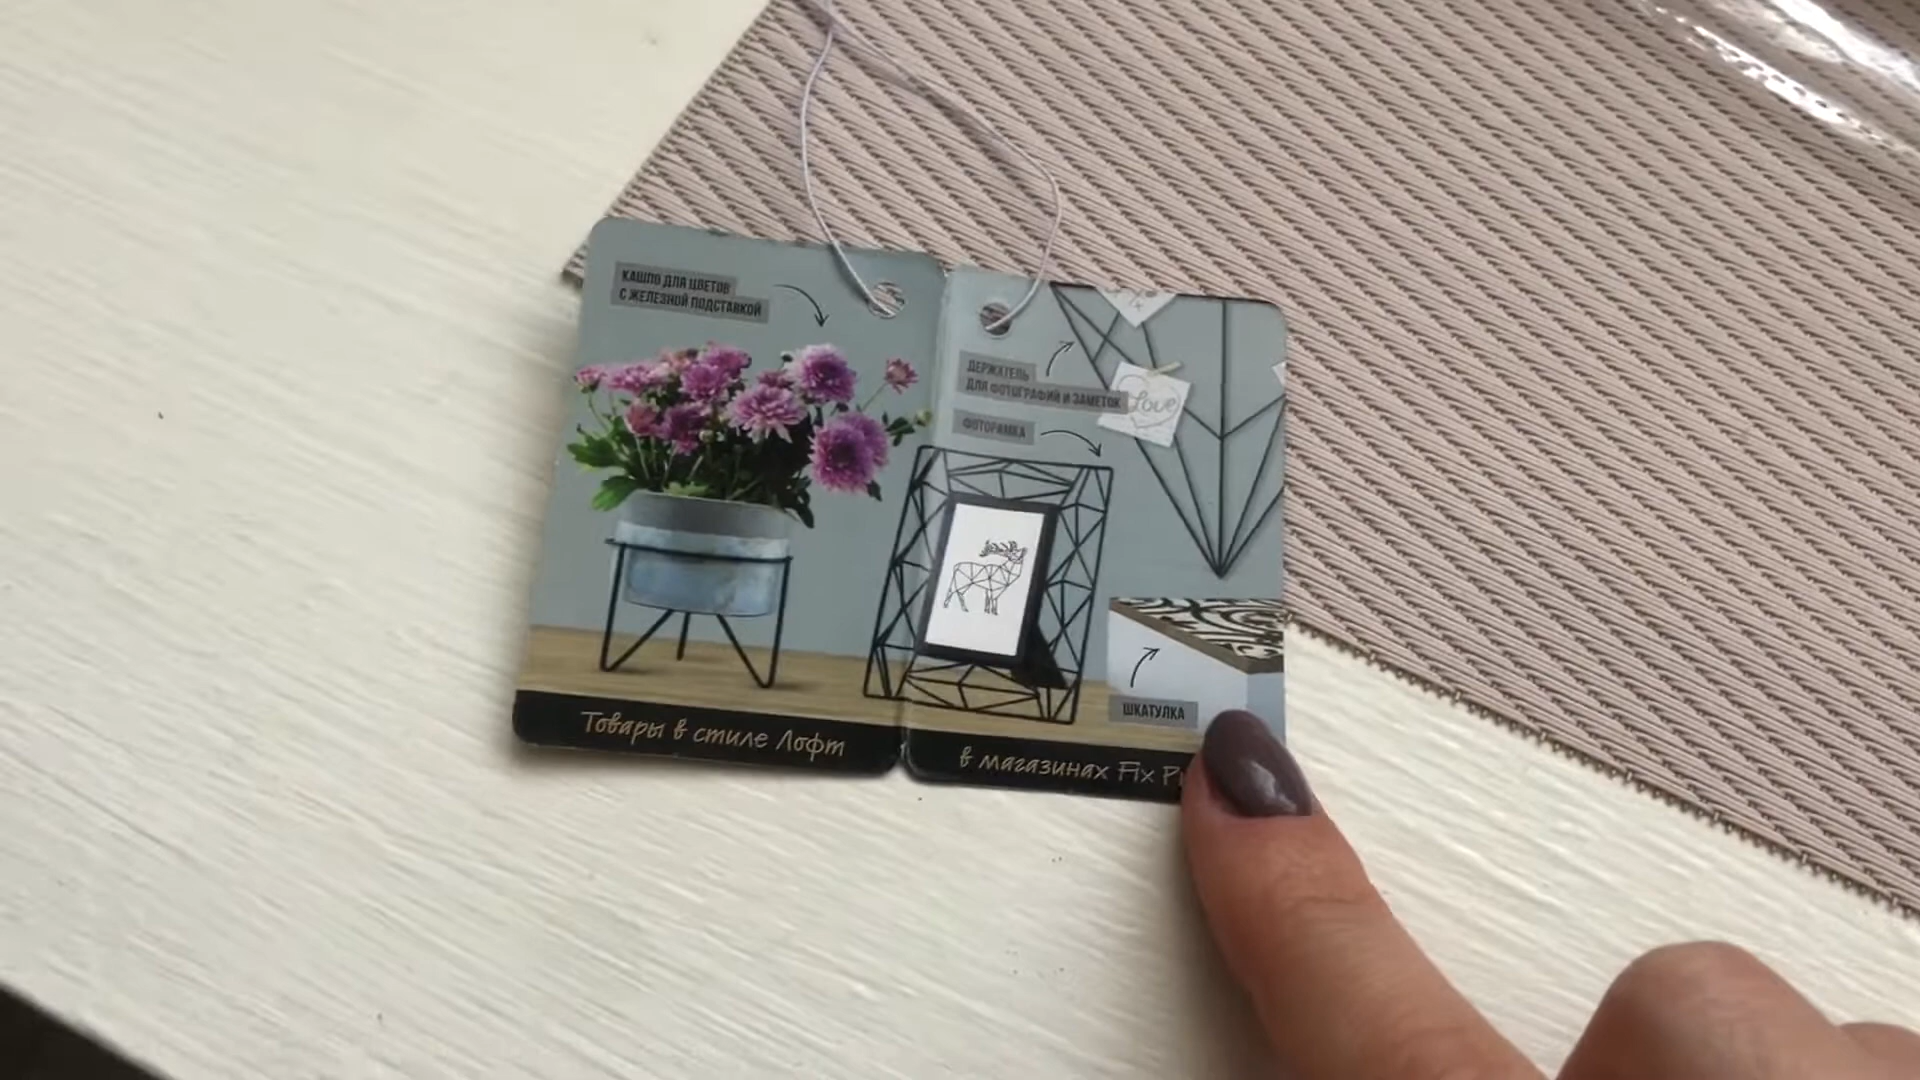 КАШПО ДЛЯ ЦВЕТОВ
С ЖЕЛЕЗНОЙ ПОДСТАВКОЙ
ДЕРЖАТЕЛЬ
ДЛЯ ФОТОГРАФИЙ И ЗАМЕТОК
Love
ФОТОРАМКА
ШКАТУЛКА
Товары в стиле Лофт
в магазинах Fix